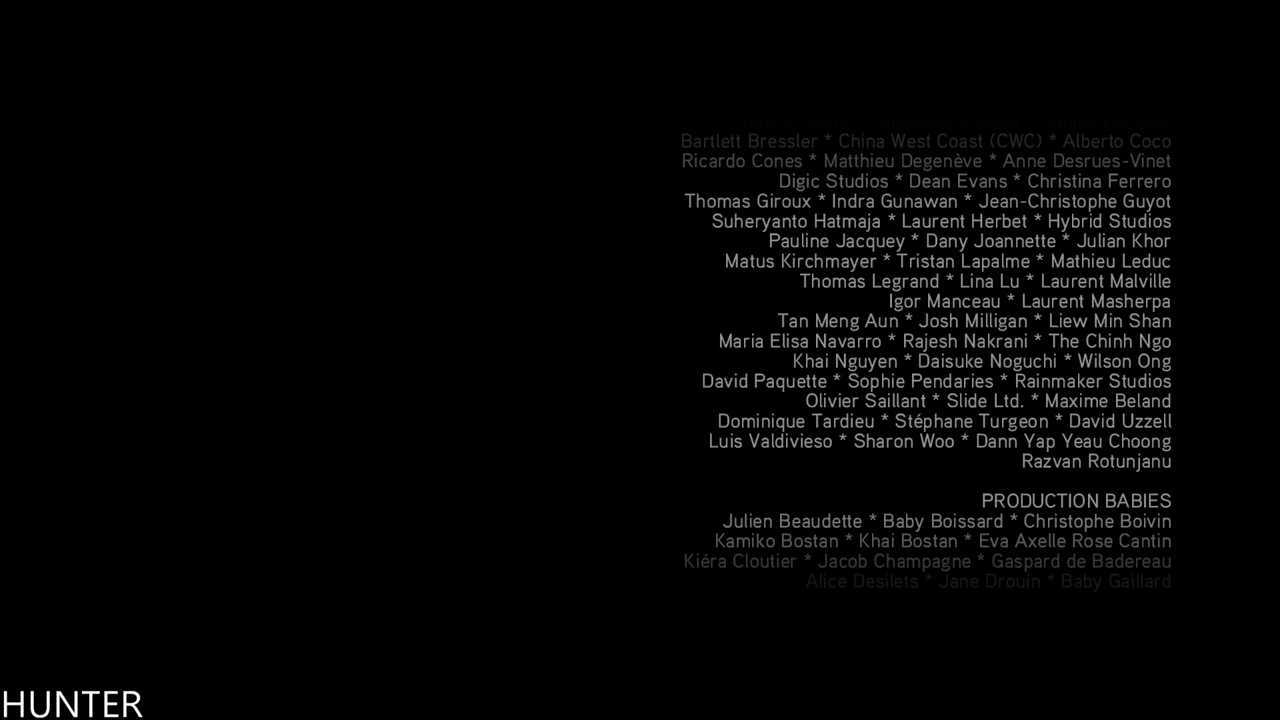 Bartlett Bressler * China West Coast (CWC) * Alberto Coco
Ricardo Cones * Matthieu Degenève * Anne Desrues-Vinet
Digic Studios * Dean Evans * Christina Ferrero
Thomas Giroux * Indra Gunawan * Jean-Christophe Guyot
Suheryanto Hatmaja * Laurent Herbet * Hybrid Studios
Pauline Jacquey * Dany Joannette * Julian Khor
Matus Kirchmayer * Tristan Lapalme * Mathieu Leduc
Thomas Legrand * Lina Lu * Laurent Malville
Igor Manceau * Laurent Masherpa
Tan Meng Aun * Josh Milligan * Liew Min Shan
Maria Elisa Navarro * Rajesh Nakrani * The Chinh Ngo
Khai Nguyen * Daisuke Noguchi * Wilson Ong
David Paquette * Sophie Pendaries * Rainmaker Studios
Olivier Saillant * Slide Ltd. * Maxime Beland
Dominique Tardieu * Stéphane Turgeon * David Uzzell
Luis Valdivieso * Sharon Woo * Dann Yap Yeau Choong
Razvan Rotunjanu
PRODUCTION BABIES
Julien Beaudette * Baby Boissard * Christophe Boivin
Kamiko Bostan * Khai Bostan * Eva Axelle Rose Cantin
Kiéra Cloutier * Jacob Champagne * Gaspard de Badereau
Alice Desilets * Jane Drouin * Baby Gaillard
HUNTER